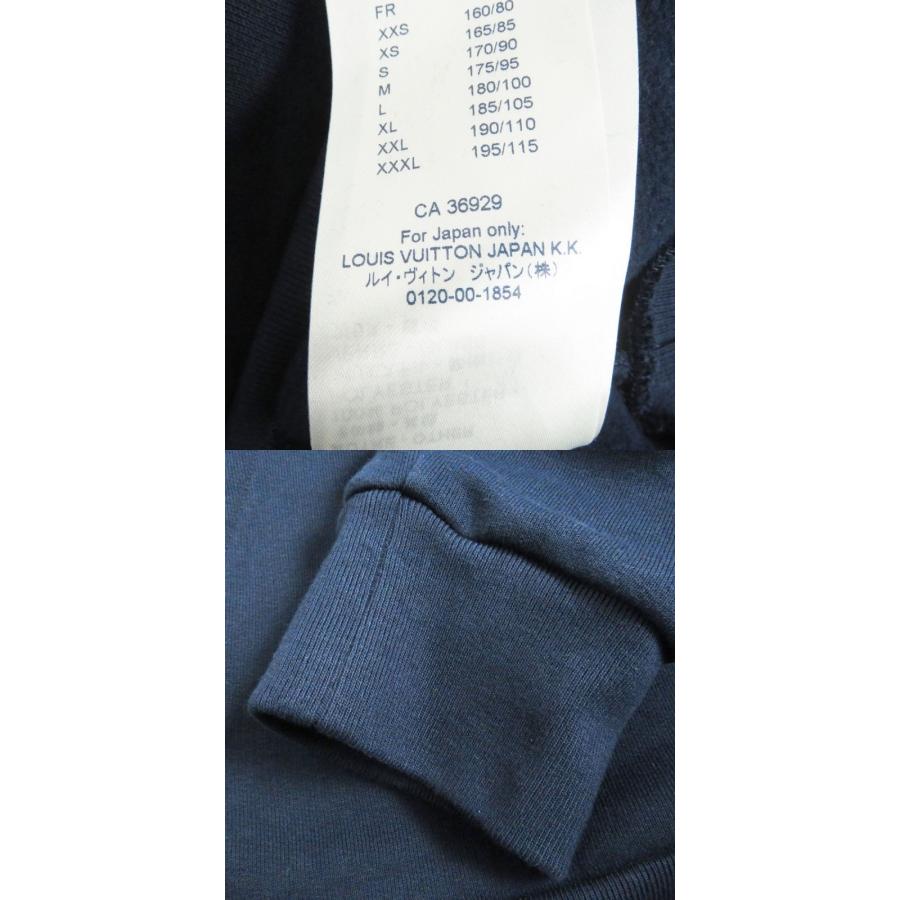 FR 160/80
XXS 165/85
XS 170/90
S 175/95
M 180/100
L 185/105
XL 190/110
XXL 195/115
XXXL
CA 36929
For Japan only:
LOUIS VUITTON JAPAN K.K.
ルイ・ヴィトン ジャパン(株)
0120-00-1854